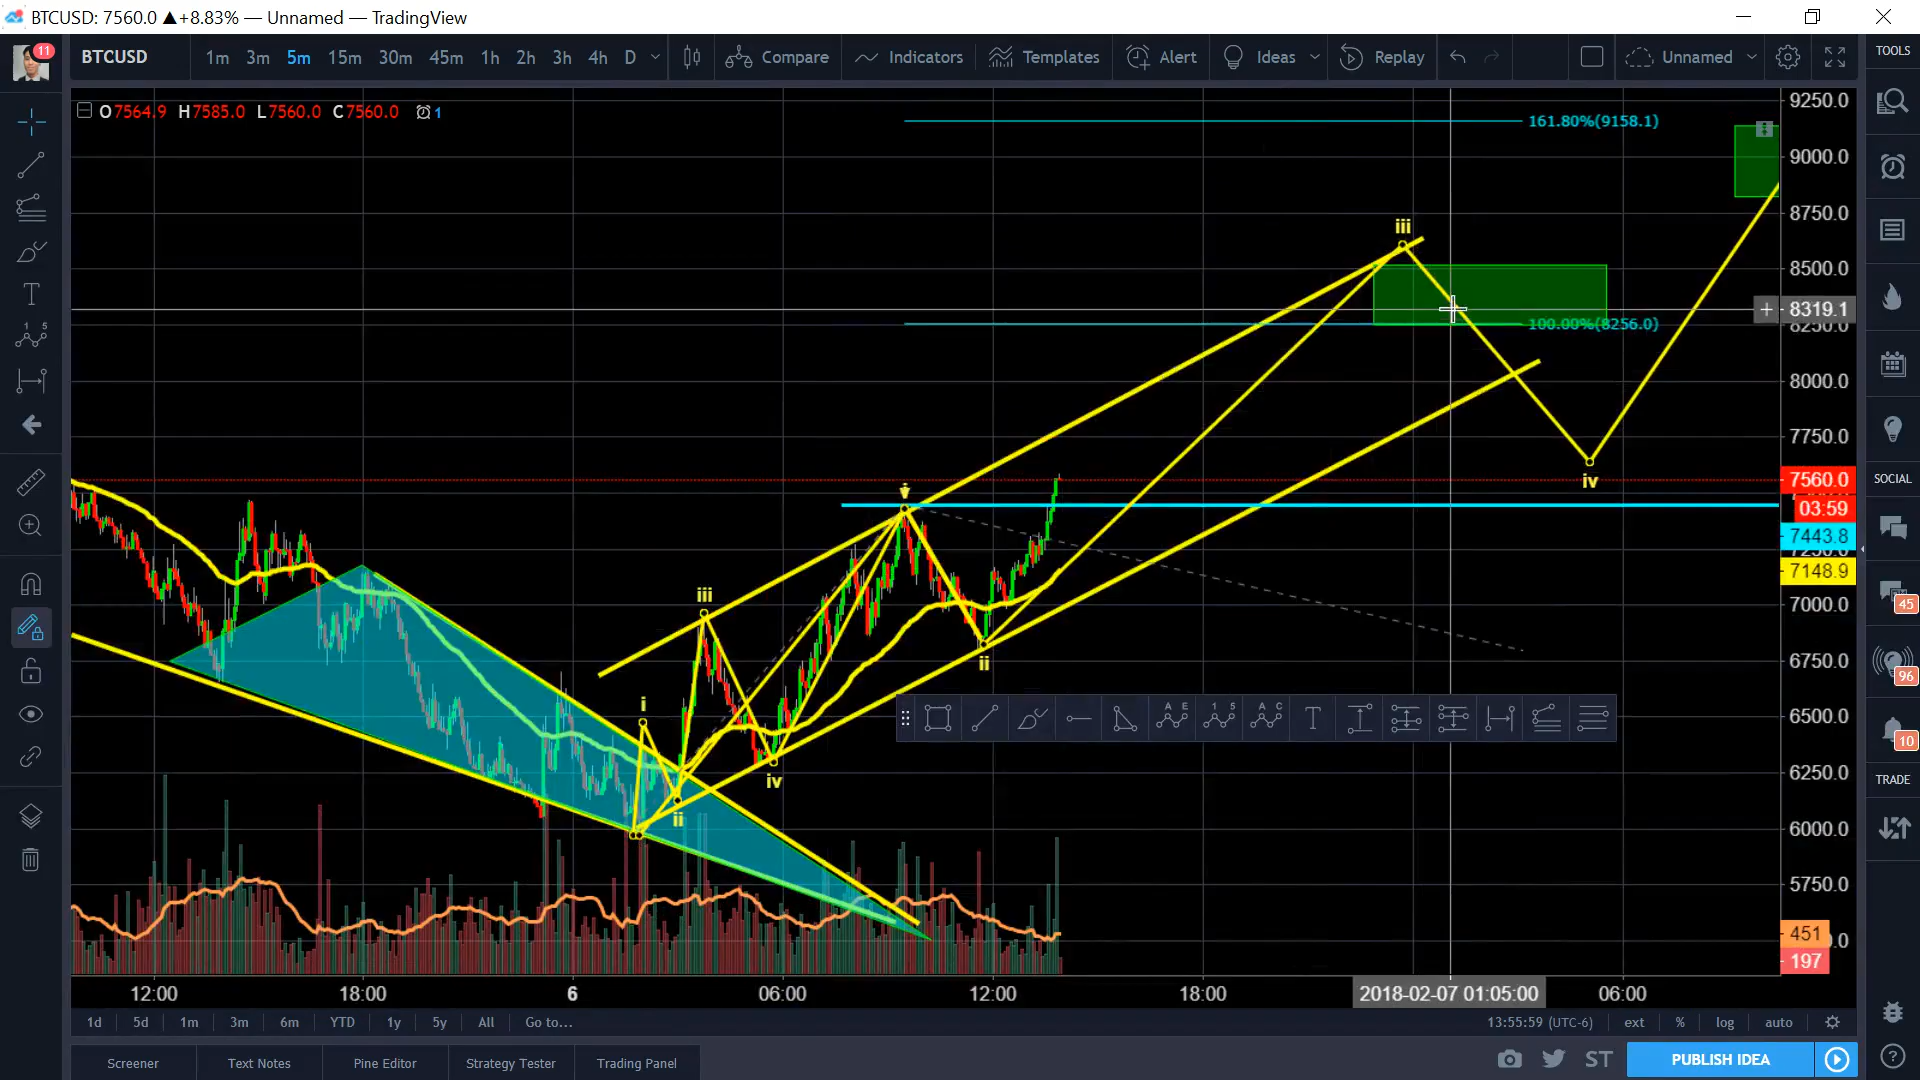 BTCUSD: 7560.0 ▲+8.83% — Unnamed — TradingView
11
BTCUSD 1m 3m 5m 15m 30m 45m 1h 2h 3h 4h D Compare Indicators Templates Alert Ideas Replay Unnamed TOOLS
O7564.9 H7585.0 L7560.0 C7560.0 1
9250.0
161.80%(9158.1)
9000.0
8750.0
iii
8500.0
8319.1
100.00%(8256.0)
8000.0
7750.0
iv
7560.0
SOCIAL
v
03:59
7443.8
7148.9
iii
7000.0
45
ii
6750.0
96
i
6500.0
A E 1 5 A C T
10
iv
6250.0
TRADE
ii
6000.0
5750.0
451
197
12:00 18:00 6 06:00 12:00 18:00 2018-02-07 01:05:00 06:00
1d 5d 1m 3m 6m YTD 1y 5y All Go to... 13:55:59 (UTC-6) ext % log auto
Screener Text Notes Pine Editor Strategy Tester Trading Panel ST PUBLISH IDEA